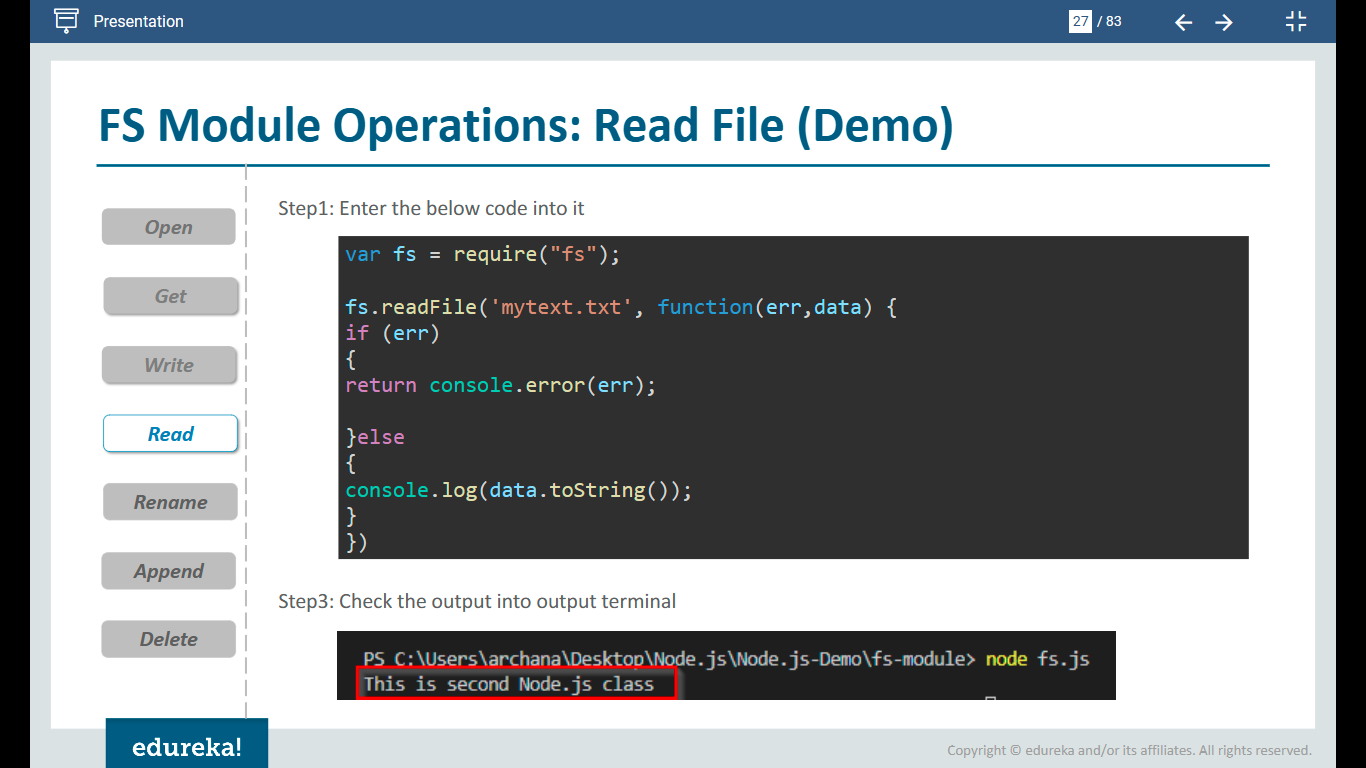 Presentation
27 / 83
FS Module Operations: Read File (Demo)
Open
Get
Write
Read
Rename
Append
Delete
Step1: Enter the below code into it
var fs = require("fs");
fs.readFile('mytext.txt', function(err,data) {
if (err)
{
return console.error(err);
}else
{
console.log(data.toString());
}
})
Step3: Check the output into output terminal
PS C:\Users\archana\Desktop\Node.js\Node.js-Demo\fs-module> node fs.js
This is second Node.js class
edureka!
Copyright © edureka and/or its affiliates. All rights reserved.